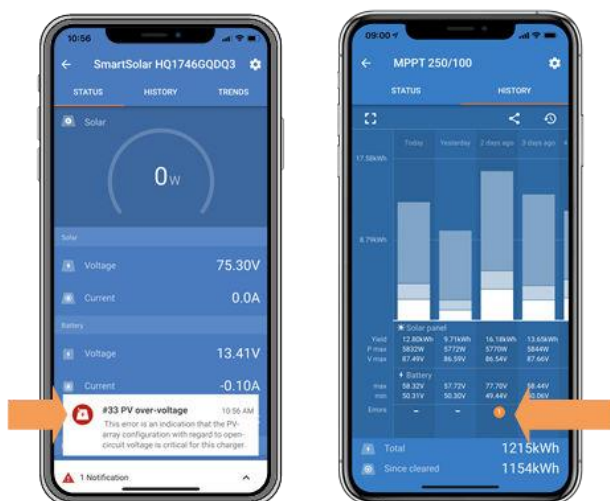 10:56
SmartSolar HQ1746GQDQ3
STATUS HISTORY TRENDS
Solar
0W
Solar
Voltage 75.30V
Current 0.0A
Battery
Voltage 13.41V
Current -0.10A
#33 PV over-voltage 10:56 AM
This error is an indication that the PV-
array configuration with regard to open-
circuit voltage is critical for this charger.
1 Notification
09:00
MPPT 250/100
STATUS HISTORY
Today Yesterday 2 days ago 3 days ago
17.58kWh
8.79kWh
Solar panel
Yield 12.80kWh 9.71kWh 16.18kWh 13.65kWh
P max 5832W 5772W 5770W 5844W
V max 87.49V 86.59V 86.54V 87.66V
Battery
max 58.32V 57.72V 77.70V 58.44V
min 50.31V 50.30V 49.44V
Errors - - 1
Total 1215kWh
Since cleared 1154kWh